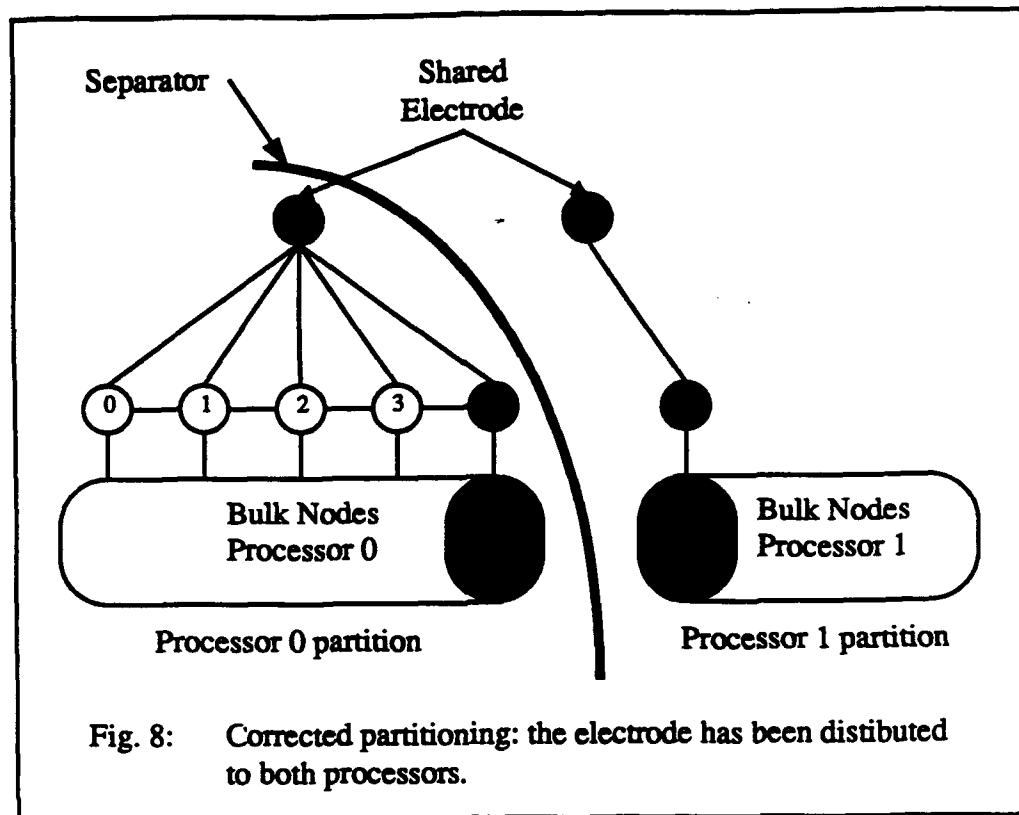 Separator
Shared
Electrode
0
1
2
3
Bulk Nodes
Processor 0
Bulk Nodes
Processor 1
Processor 0 partition
Processor 1 partition
Fig. 8: Corrected partitioning: the electrode has been distibuted
to both processors.